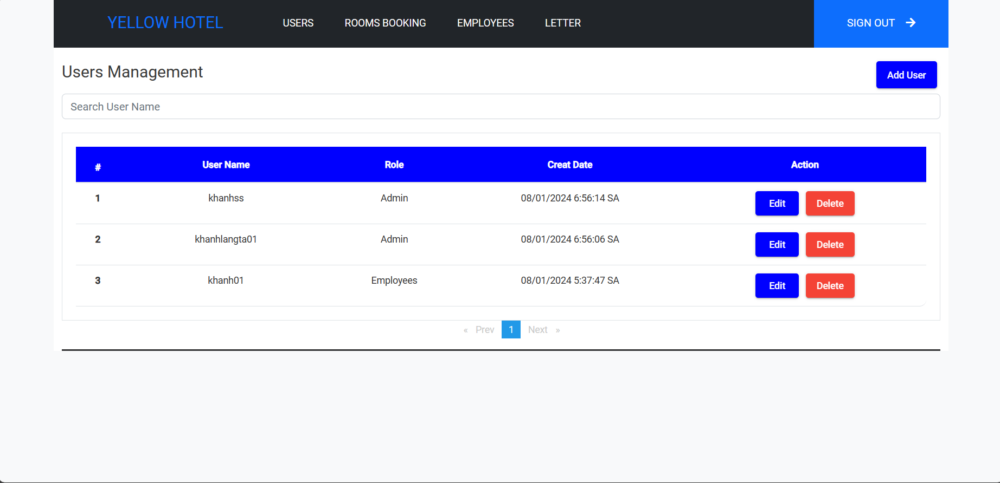 YELLOW HOTEL USERS ROOMS BOOKING EMPLOYEES LETTER SIGN OUT →
Users Management Add User
Search User Name
# User Name Role Creat Date Action
1 khanhss Admin 08/01/2024 6:56:14 SA Edit Delete
2 khanhlangta01 Admin 08/01/2024 6:56:06 SA Edit Delete
3 khanh01 Employees 08/01/2024 5:37:47 SA Edit Delete
« Prev 1 Next »